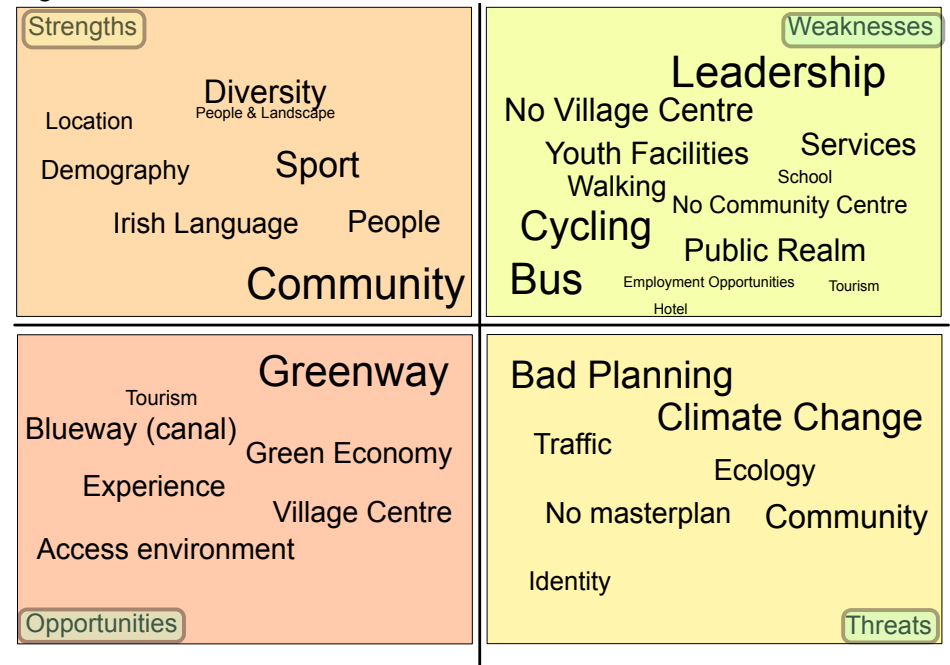 Strengths
Diversity
People & Landscape
Location
Demography
Sport
Irish Language
People
Community
Weaknesses
Leadership
No Village Centre
Youth Facilities
Services
Walking
School
No Community Centre
Cycling
Public Realm
Bus
Employment Opportunities
Tourism
Hotel
Greenway
Tourism
Blueway (canal)
Green Economy
Experience
Village Centre
Access environment
Opportunities
Bad Planning
Climate Change
Traffic
Ecology
No masterplan
Community
Identity
Threats